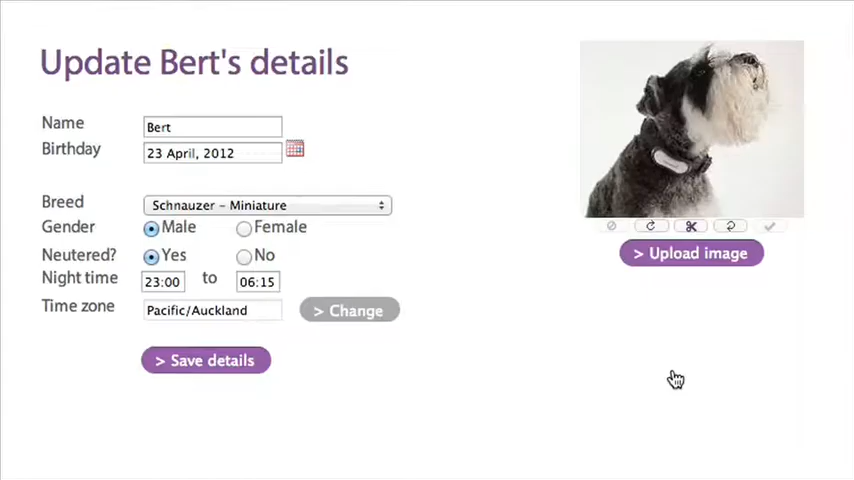 Update Bert's details
Name
Bert
Birthday
23 April, 2012
Breed
Schnauzer - Miniature
Gender
Male
Female
Neutered?
Yes
No
Night time
23:00
to
06:15
Time zone
Pacific/Auckland
> Change
> Save details
> Upload image